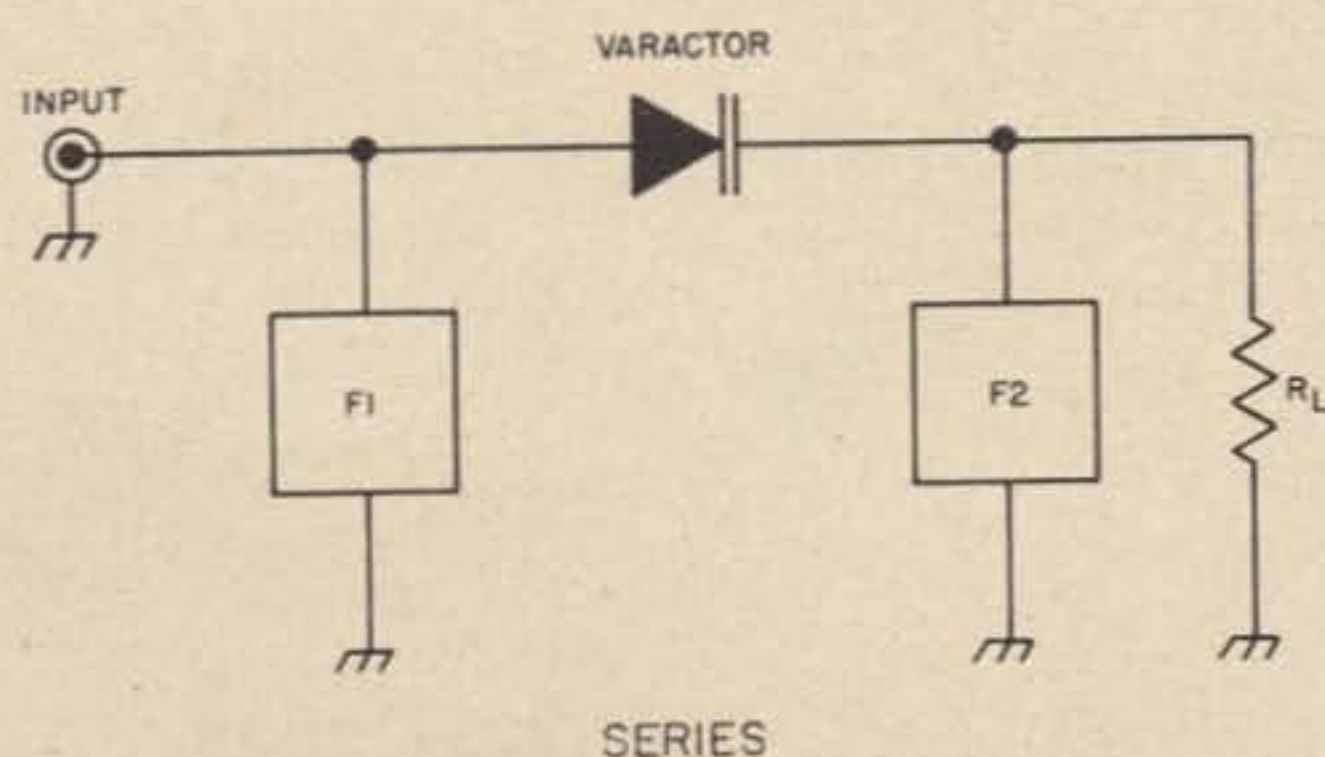 VARACTOR
INPUT
F1
F2
RL
SERIES